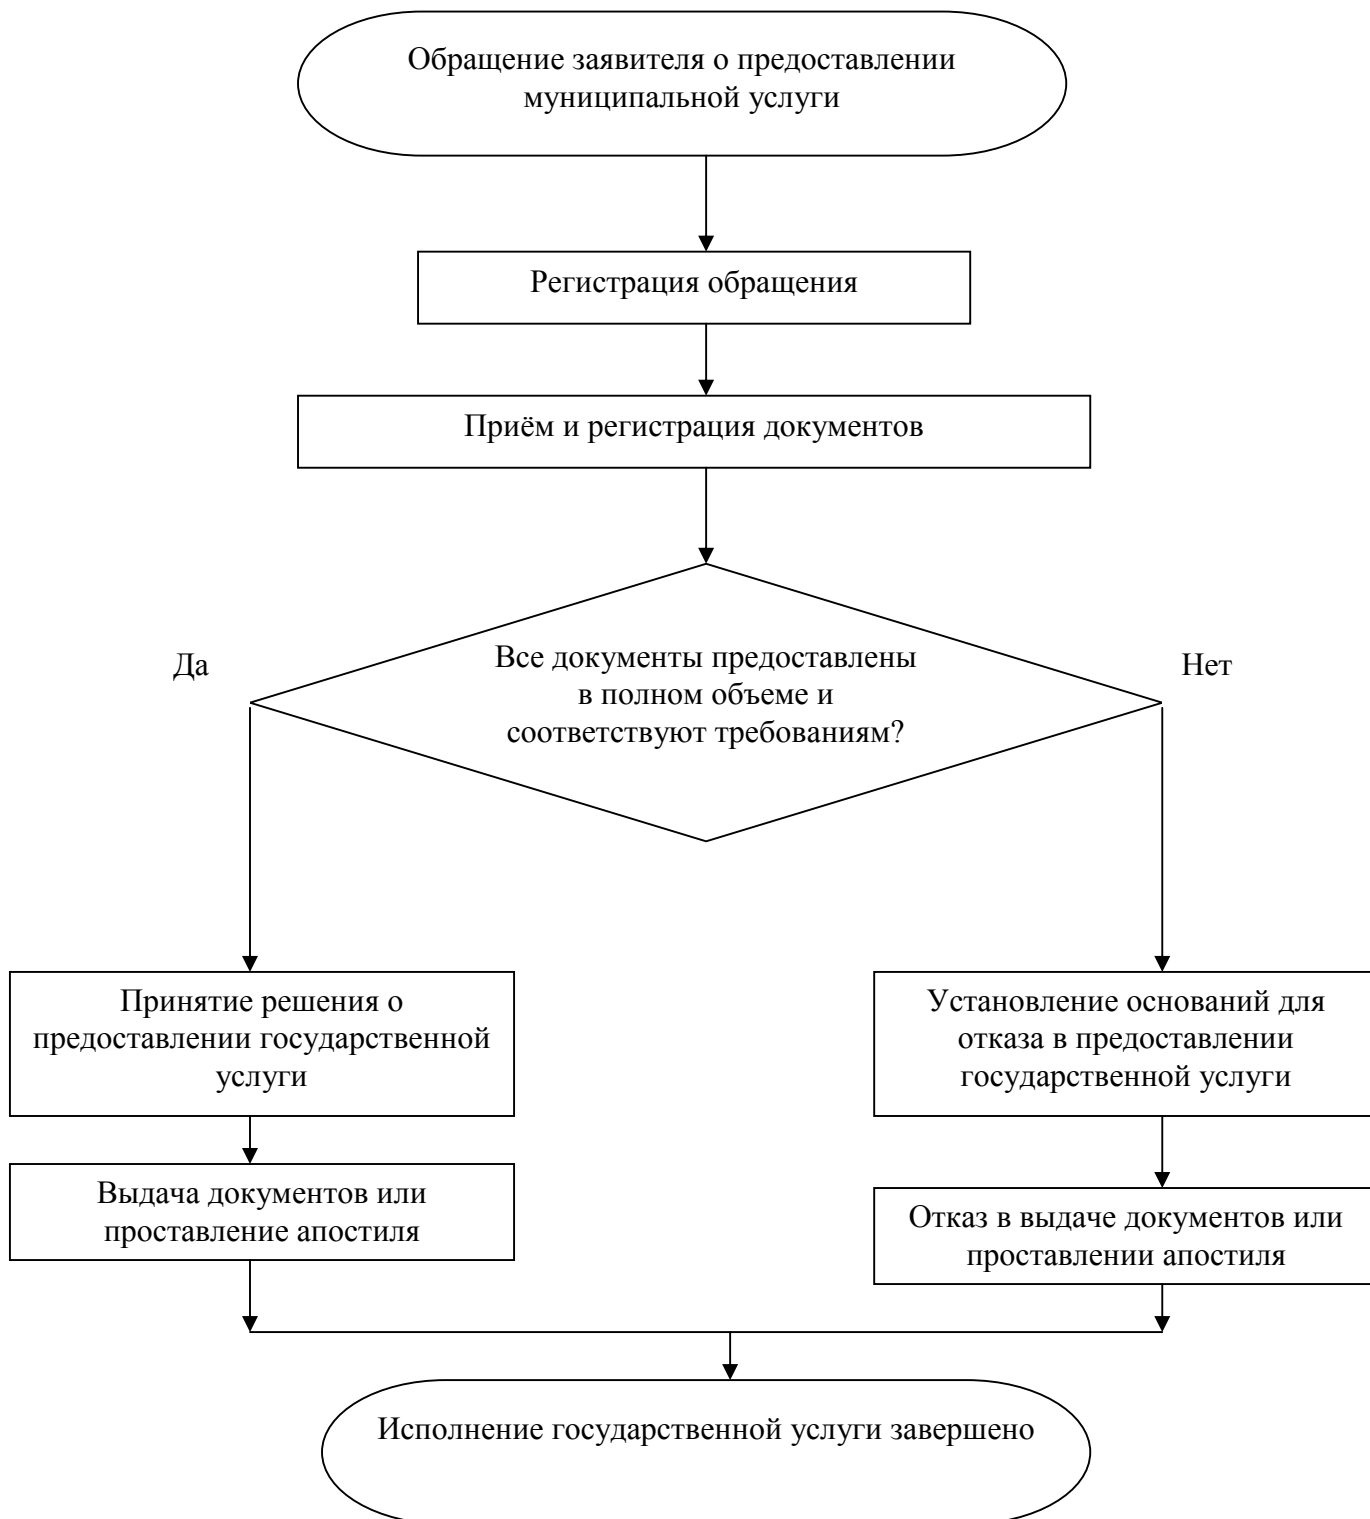 Обращение заявителя о предоставлении
муниципальной услуги
Регистрация обращения
Приём и регистрация документов
Да
Все документы предоставлены
в полном объеме и
соответствуют требованиям?
Нет
Принятие решения о
предоставлении государственной
услуги
Установление оснований для
отказа в предоставлении
государственной услуги
Выдача документов или
проставление апостиля
Отказ в выдаче документов или
проставлении апостиля
Исполнение государственной услуги завершено